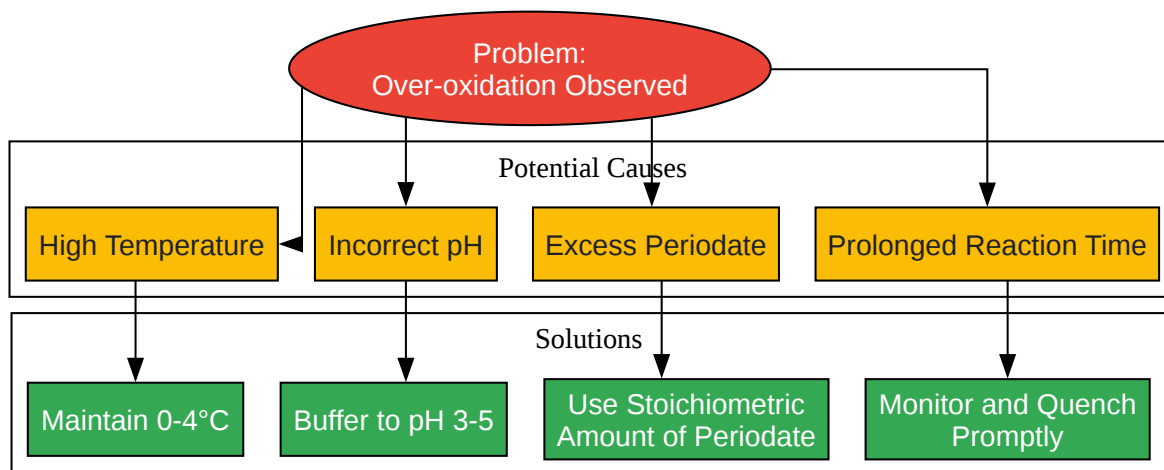 Problem:
Over-oxidation Observed
Potential Causes
High Temperature
Incorrect pH
Excess Periodate
Prolonged Reaction Time
Solutions
Maintain 0-4°C
Buffer to pH 3-5
Use Stoichiometric
Amount of Periodate
Monitor and Quench
Promptly